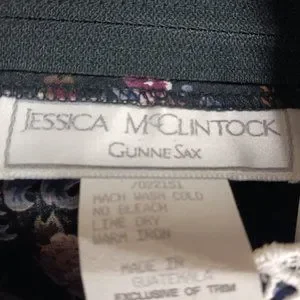 JESSICA McCLINTOCK
GUNNE SAX
7022151
MACH WASH COLD
NO BLEACH
LINE DRY
WARM IRON
MADE IN
GUATEMALA
EXCLUSIVE OF TRIM